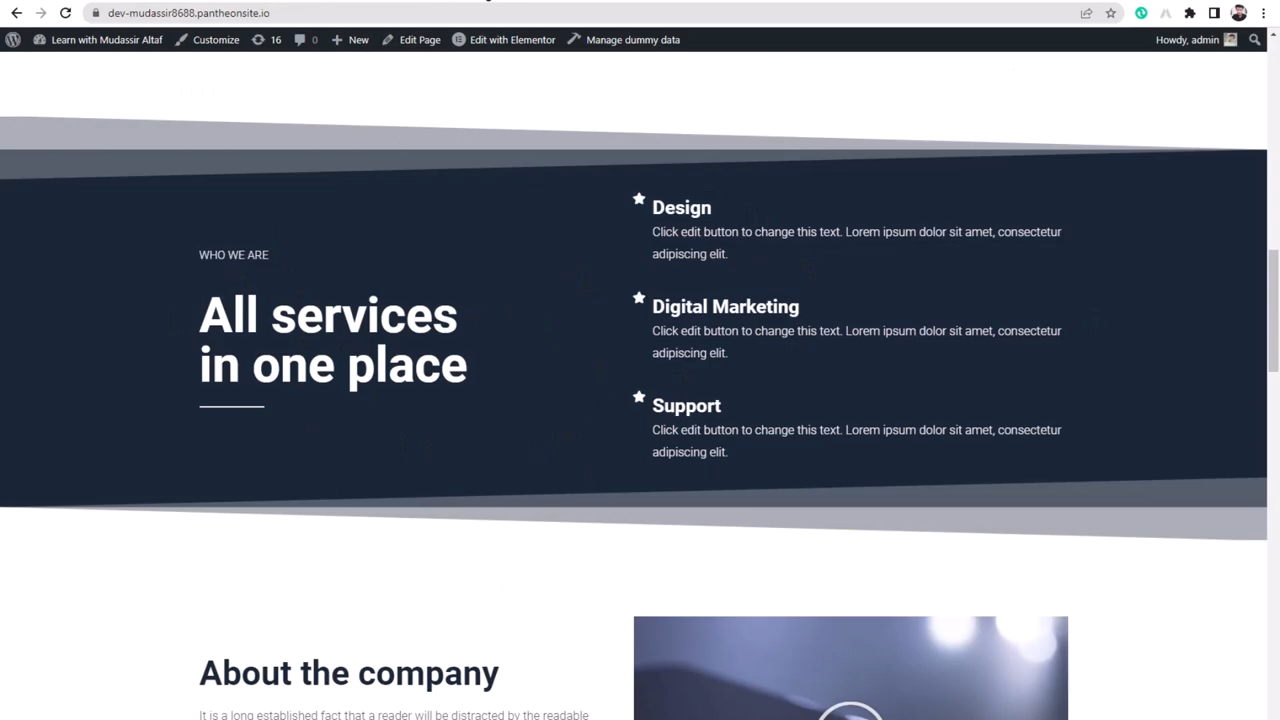 dev-mudassir8688.pantheonsite.io
Learn with Mudassir Altaf Customize 16 0 New Edit Page Edit with Elementor Manage dummy data Howdy, admin
WHO WE ARE
All services
in one place
Design
Click edit button to change this text. Lorem ipsum dolor sit amet, consectetur
adipiscing elit.
Digital Marketing
Click edit button to change this text. Lorem ipsum dolor sit amet, consectetur
adipiscing elit.
Support
Click edit button to change this text. Lorem ipsum dolor sit amet, consectetur
adipiscing elit.
About the company
It is a long established fact that a reader will be distracted by the readable